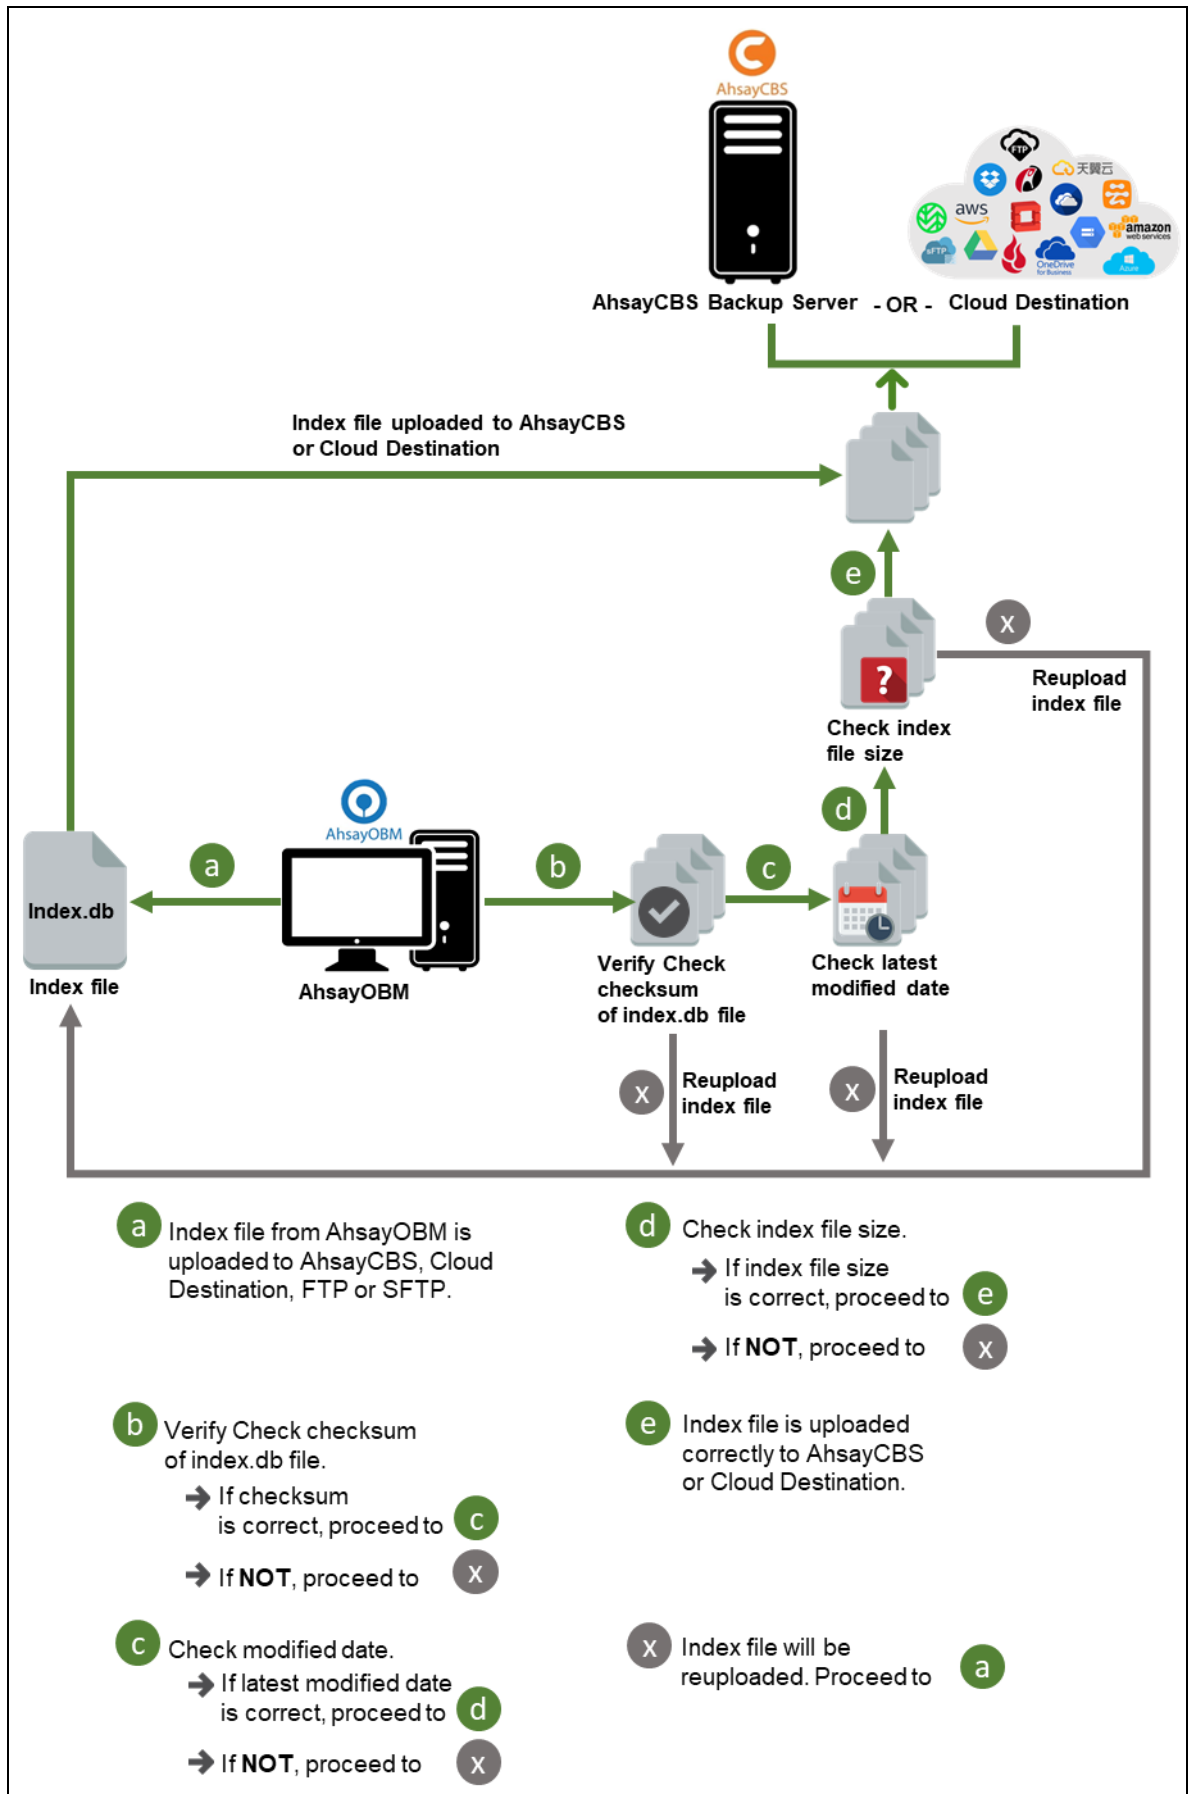 AhsayCBS
FTP
天翼云
aws
amazon
web services
sFTP
OneDrive
for Business
Azure
AhsayCBS Backup Server - OR - Cloud Destination
Index file uploaded to AhsayCBS
or Cloud Destination
e
x
?
Reupload
index file
Check index
file size
d
AhsayOBM
a
b
c
Index.db
Index file
AhsayOBM
Verify Check
checksum
of index.db file
Check latest
modified date
x
Reupload
index file
x
Reupload
index file
a Index file from AhsayOBM is
uploaded to AhsayCBS, Cloud
Destination, FTP or SFTP.
b Verify Check checksum
of index.db file.
If checksum
is correct, proceed to c
If NOT, proceed to x
c Check modified date.
If latest modified date
is correct, proceed to d
If NOT, proceed to x
d Check index file size.
If index file size
is correct, proceed to e
If NOT, proceed to x
e Index file is uploaded
correctly to AhsayCBS
or Cloud Destination.
x Index file will be
reuploaded. Proceed to a